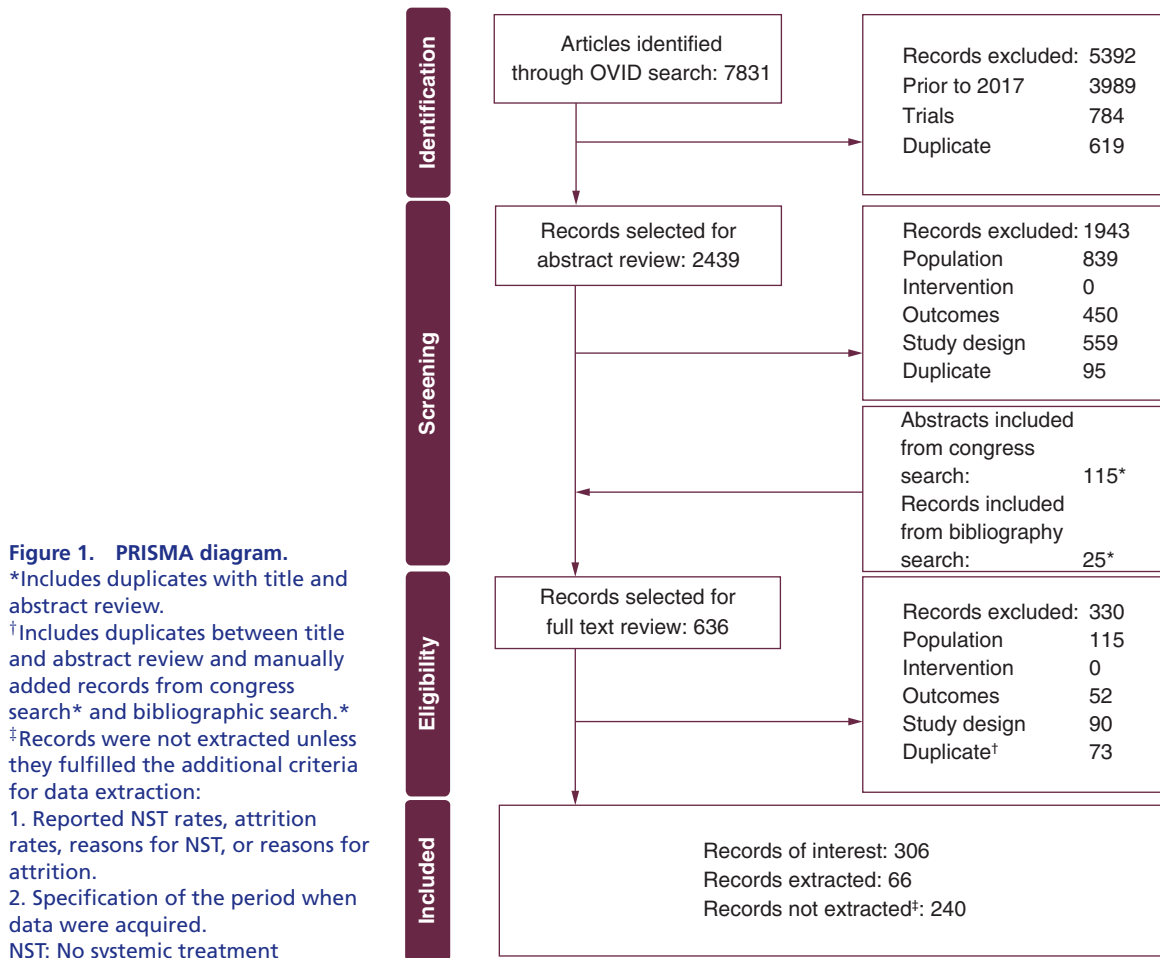 Identification
Articles identified
through OVID search: 7831
Records excluded: 5392
Prior to 2017 3989
Trials 784
Duplicate 619
Screening
Records selected for
abstract review: 2439
Records excluded: 1943
Population 839
Intervention 0
Outcomes 450
Study design 559
Duplicate 95
Abstracts included
from congress
search: 115*
Records included
from bibliography
search: 25*
Eligibility
Records selected for
full text review: 636
Records excluded: 330
Population 115
Intervention 0
Outcomes 52
Study design 90
Duplicate† 73
Included
Records of interest: 306
Records extracted: 66
Records not extracted‡: 240
Figure 1. PRISMA diagram.
*Includes duplicates with title and
abstract review.
†Includes duplicates between title
and abstract review and manually
added records from congress
search* and bibliographic search.*
‡Records were not extracted unless
they fulfilled the additional criteria
for data extraction:
1. Reported NST rates, attrition
rates, reasons for NST, or reasons for
attrition.
2. Specification of the period when
data were acquired.
NST: No systemic treatment